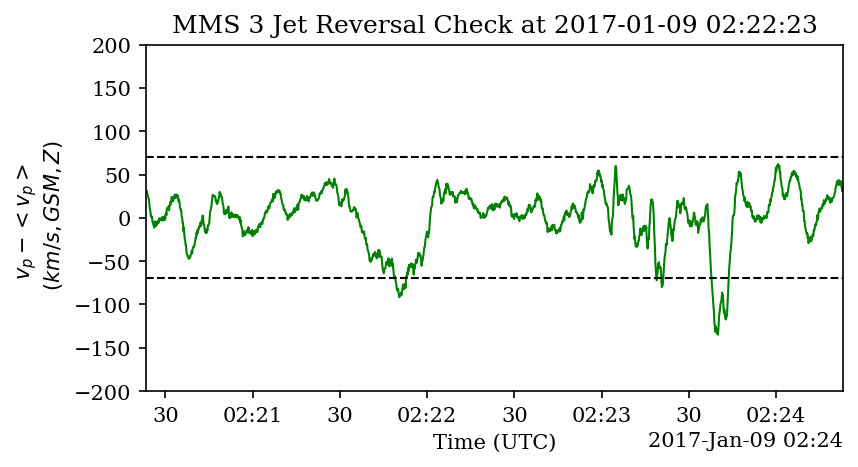 MMS 3 Jet Reversal Check at 2017-01-09 02:22:23
200
150
100
50
0
−50
−100
−150
−200
v_p − < v_p >
(km/s, GSM, Z)
30 02:21 30 02:22 30 02:23 30 02:24
Time (UTC)
2017-Jan-09 02:24